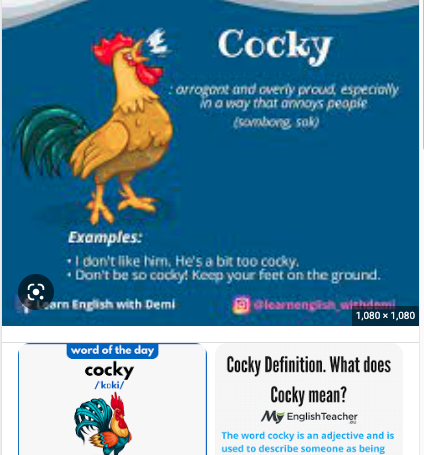 Cocky
: arrogant and overly proud, especially
in a way that annoys people
(sombong, sok)
Examples:
• I don't like him. He's a bit too cocky.
• Don't be so cocky! Keep your feet on the ground.
earn English with Demi
@learnenglish_withdemi
1,080 × 1,080
word of the day
cocky
/kɒki/
Cocky Definition. What does
Cocky mean?
My EnglishTeacher
.eu
The word cocky is an adjective and is
used to describe someone as being